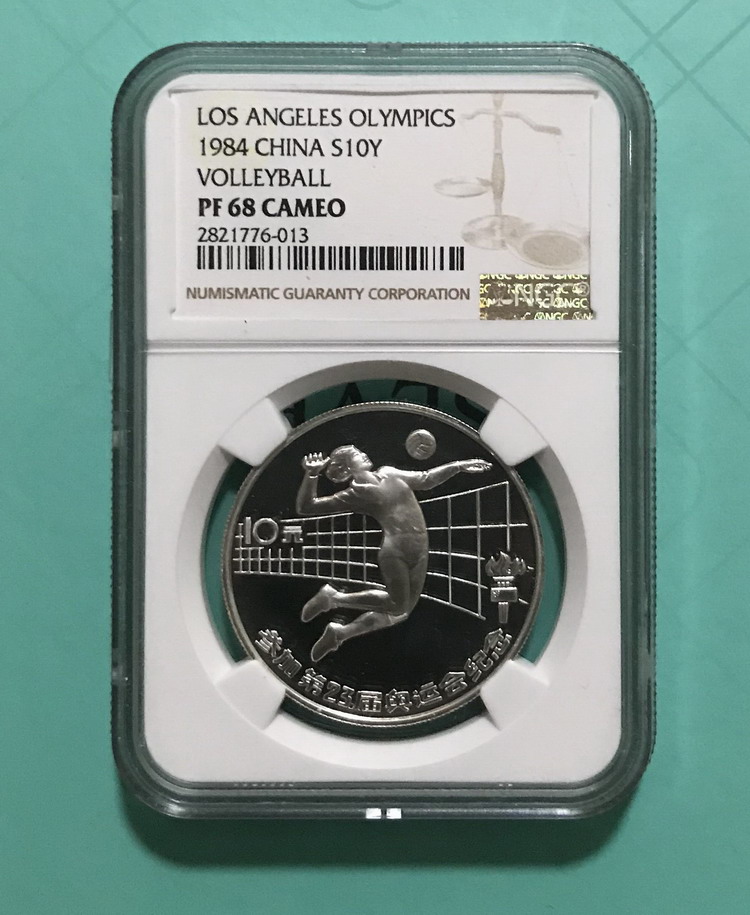 LOS ANGELES OLYMPICS
1984 CHINA S10Y
VOLLEYBALL
PF 68 CAMEO
2821776-013
NUMISMATIC GUARANTY CORPORATION
NGC
10元
参加第23届奥运会纪念